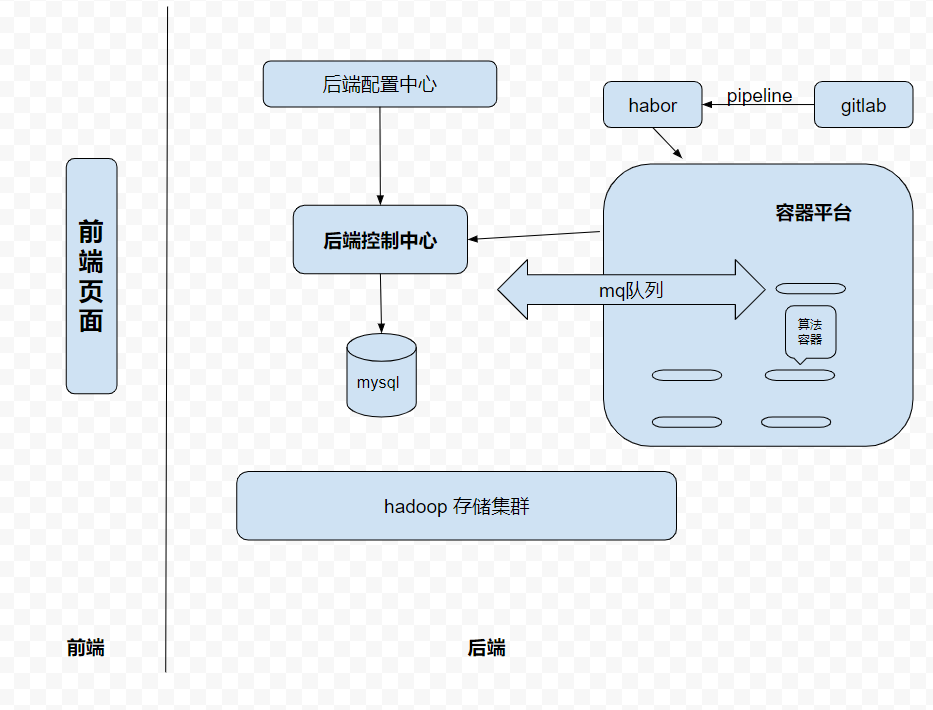 后端配置中心
habor
pipeline
gitlab
前
端
页
面
后端控制中心
容器平台
mq队列
算法
容器
mysql
hadoop 存储集群
前端
后端